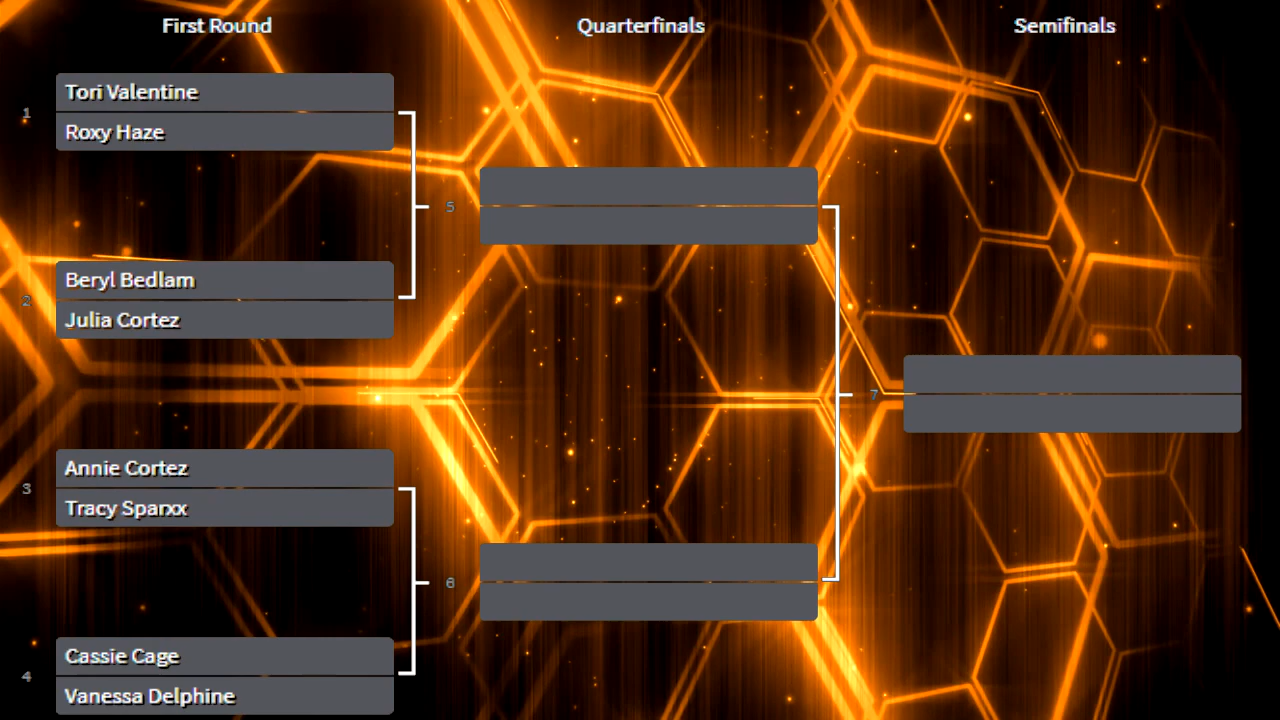 First Round
Quarterfinals
Semifinals
1
Tori Valentine
Roxy Haze
5
2
Beryl Bedlam
Julia Cortez
7
3
Annie Cortez
Tracy Sparxx
6
4
Cassie Cage
Vanessa Delphine